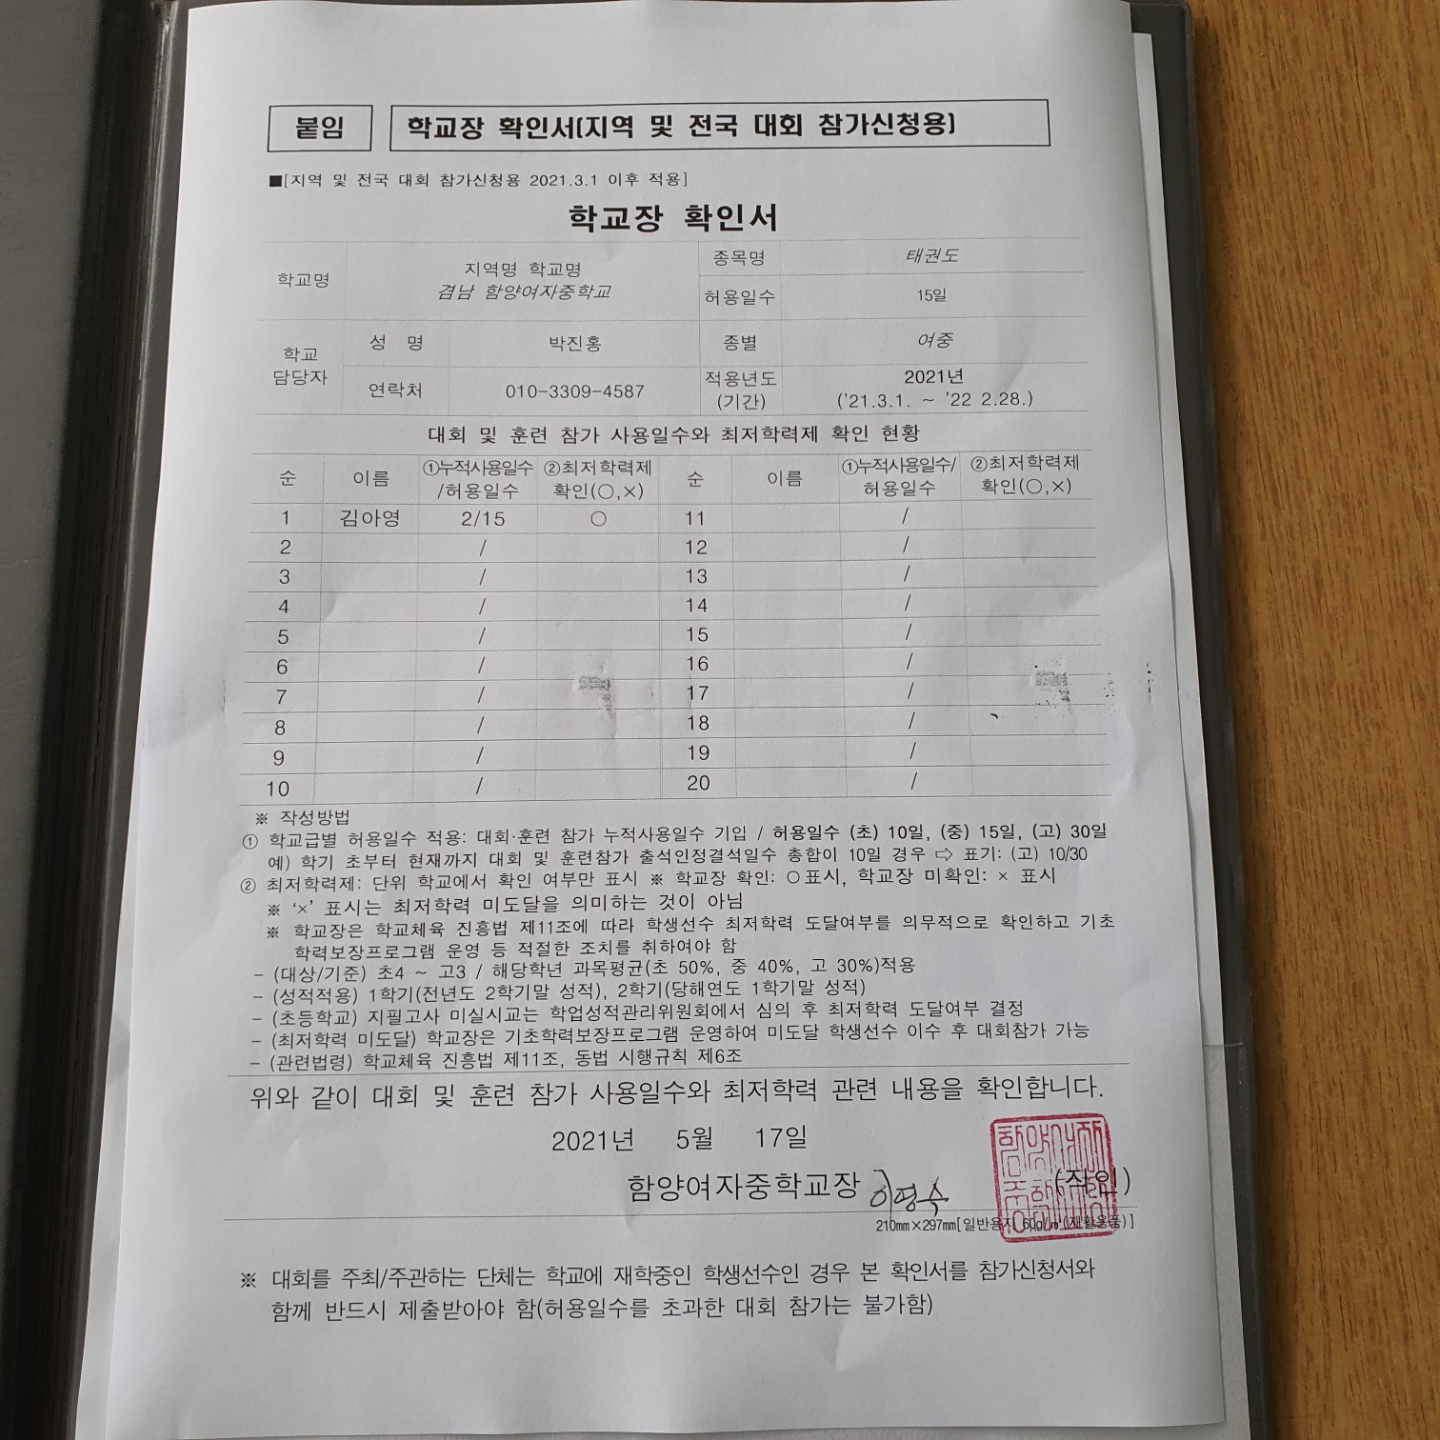 붙임
학교장 확인서(지역 및 전국 대회 참가신청용)
■[지역 및 전국 대회 참가신청용 2021.3.1 이후 적용]
학교장 확인서
학교명
지역명 학교명
겸남 함양여자중학교
종목명
태권도
허용일수
15일
학교
담당자
성 명
박진홍
종별
여중
연락처
010-3309-4587
적용년도
(기간)
2021년
('21.3.1. ~ '22 2.28.)
대회 및 훈련 참가 사용일수와 최저학력제 확인 현황
순 이름 ①누적사용일수 ②최저학력제 순 이름 ①누적사용일수/ ②최저학력제
/허용일수 확인(○,×) 허용일수 확인(○,×)
1 김아영 2/15 ○ 11 /
2 / 12 /
3 / 13 /
4 / 14 /
5 / 15 /
6 / 16 /
7 / 17 /
8 / 18 /
9 / 19 /
10 / 20 /
※ 작성방법
① 학교급별 허용일수 적용: 대회·훈련 참가 누적사용일수 기입 / 허용일수 (초) 10일, (중) 15일, (고) 30일
예) 학기 초부터 현재까지 대회 및 훈련참가 출석인정결석일수 총합이 10일 경우 ⇨ 표기: (고) 10/30
② 최저학력제: 단위 학교에서 확인 여부만 표시 ※ 학교장 확인: ○표시, 학교장 미확인: × 표시
※ '×' 표시는 최저학력 미도달을 의미하는 것이 아님
※ 학교장은 학교체육 진흥법 제11조에 따라 학생선수 최저학력 도달여부를 의무적으로 확인하고 기초
학력보장프로그램 운영 등 적절한 조치를 취하여야 함
- (대상/기준) 초4 ~ 고3 / 해당학년 과목평균(초 50%, 중 40%, 고 30%)적용
- (성적적용) 1학기(전년도 2학기말 성적), 2학기(당해연도 1학기말 성적)
- (초등학교) 지필고사 미실시교는 학업성적관리위원회에서 심의 후 최저학력 도달여부 결정
- (최저학력 미도달) 학교장은 기초학력보장프로그램 운영하여 미도달 학생선수 이수 후 대회참가 가능
- (관련법령) 학교체육 진흥법 제11조, 동법 시행규칙 제6조
위와 같이 대회 및 훈련 참가 사용일수와 최저학력 관련 내용을 확인합니다.
2021년 5월 17일
함양여자중학교장 이명숙 (직인)
210㎜×297㎜[일반용지 60g/㎡(재활용품)]
※ 대회를 주최/주관하는 단체는 학교에 재학중인 학생선수인 경우 본 확인서를 참가신청서와
함께 반드시 제출받아야 함(허용일수를 초과한 대회 참가는 불가함)